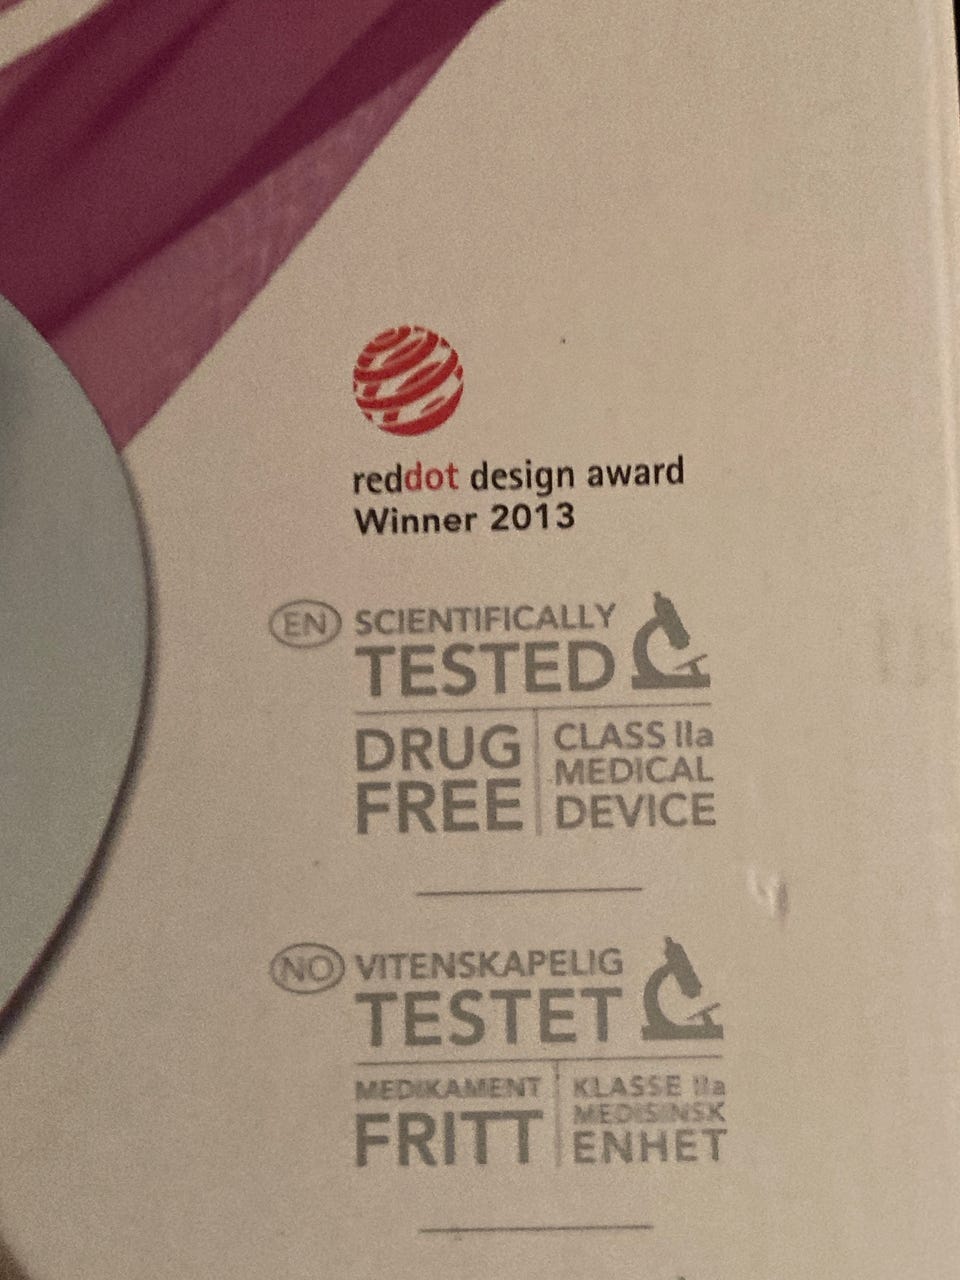 reddot design award
Winner 2013
EN SCIENTIFICALLY
TESTED
DRUG
FREE
CLASS IIa
MEDICAL
DEVICE
NO VITENSKAPELIG
TESTET
MEDIKAMENT
FRITT
KLASSE IIa
MEDISINSK
ENHET